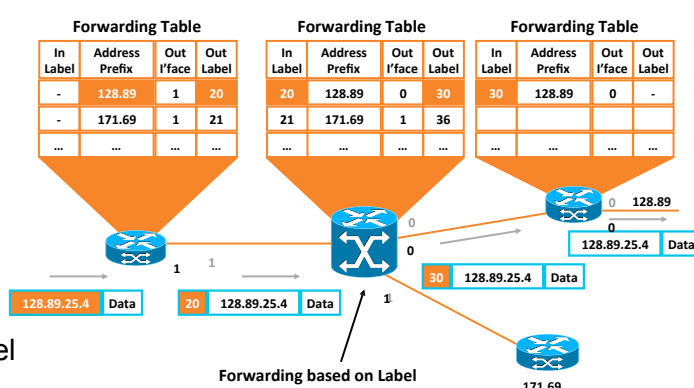 Forwarding Table
In Label Address Prefix Out I'face Out Label
- 128.89 1 20
- 171.69 1 21
... ... ... ...
Forwarding Table
In Label Address Prefix Out I'face Out Label
20 128.89 0 30
21 171.69 1 36
... ... ... ...
Forwarding Table
In Label Address Prefix Out I'face Out Label
30 128.89 0 -
... ... ... ...
0 128.89
0
0
0
1 1
1
128.89.25.4 Data
30 128.89.25.4 Data
128.89.25.4 Data
20 128.89.25.4 Data
el
Forwarding based on Label
171.69